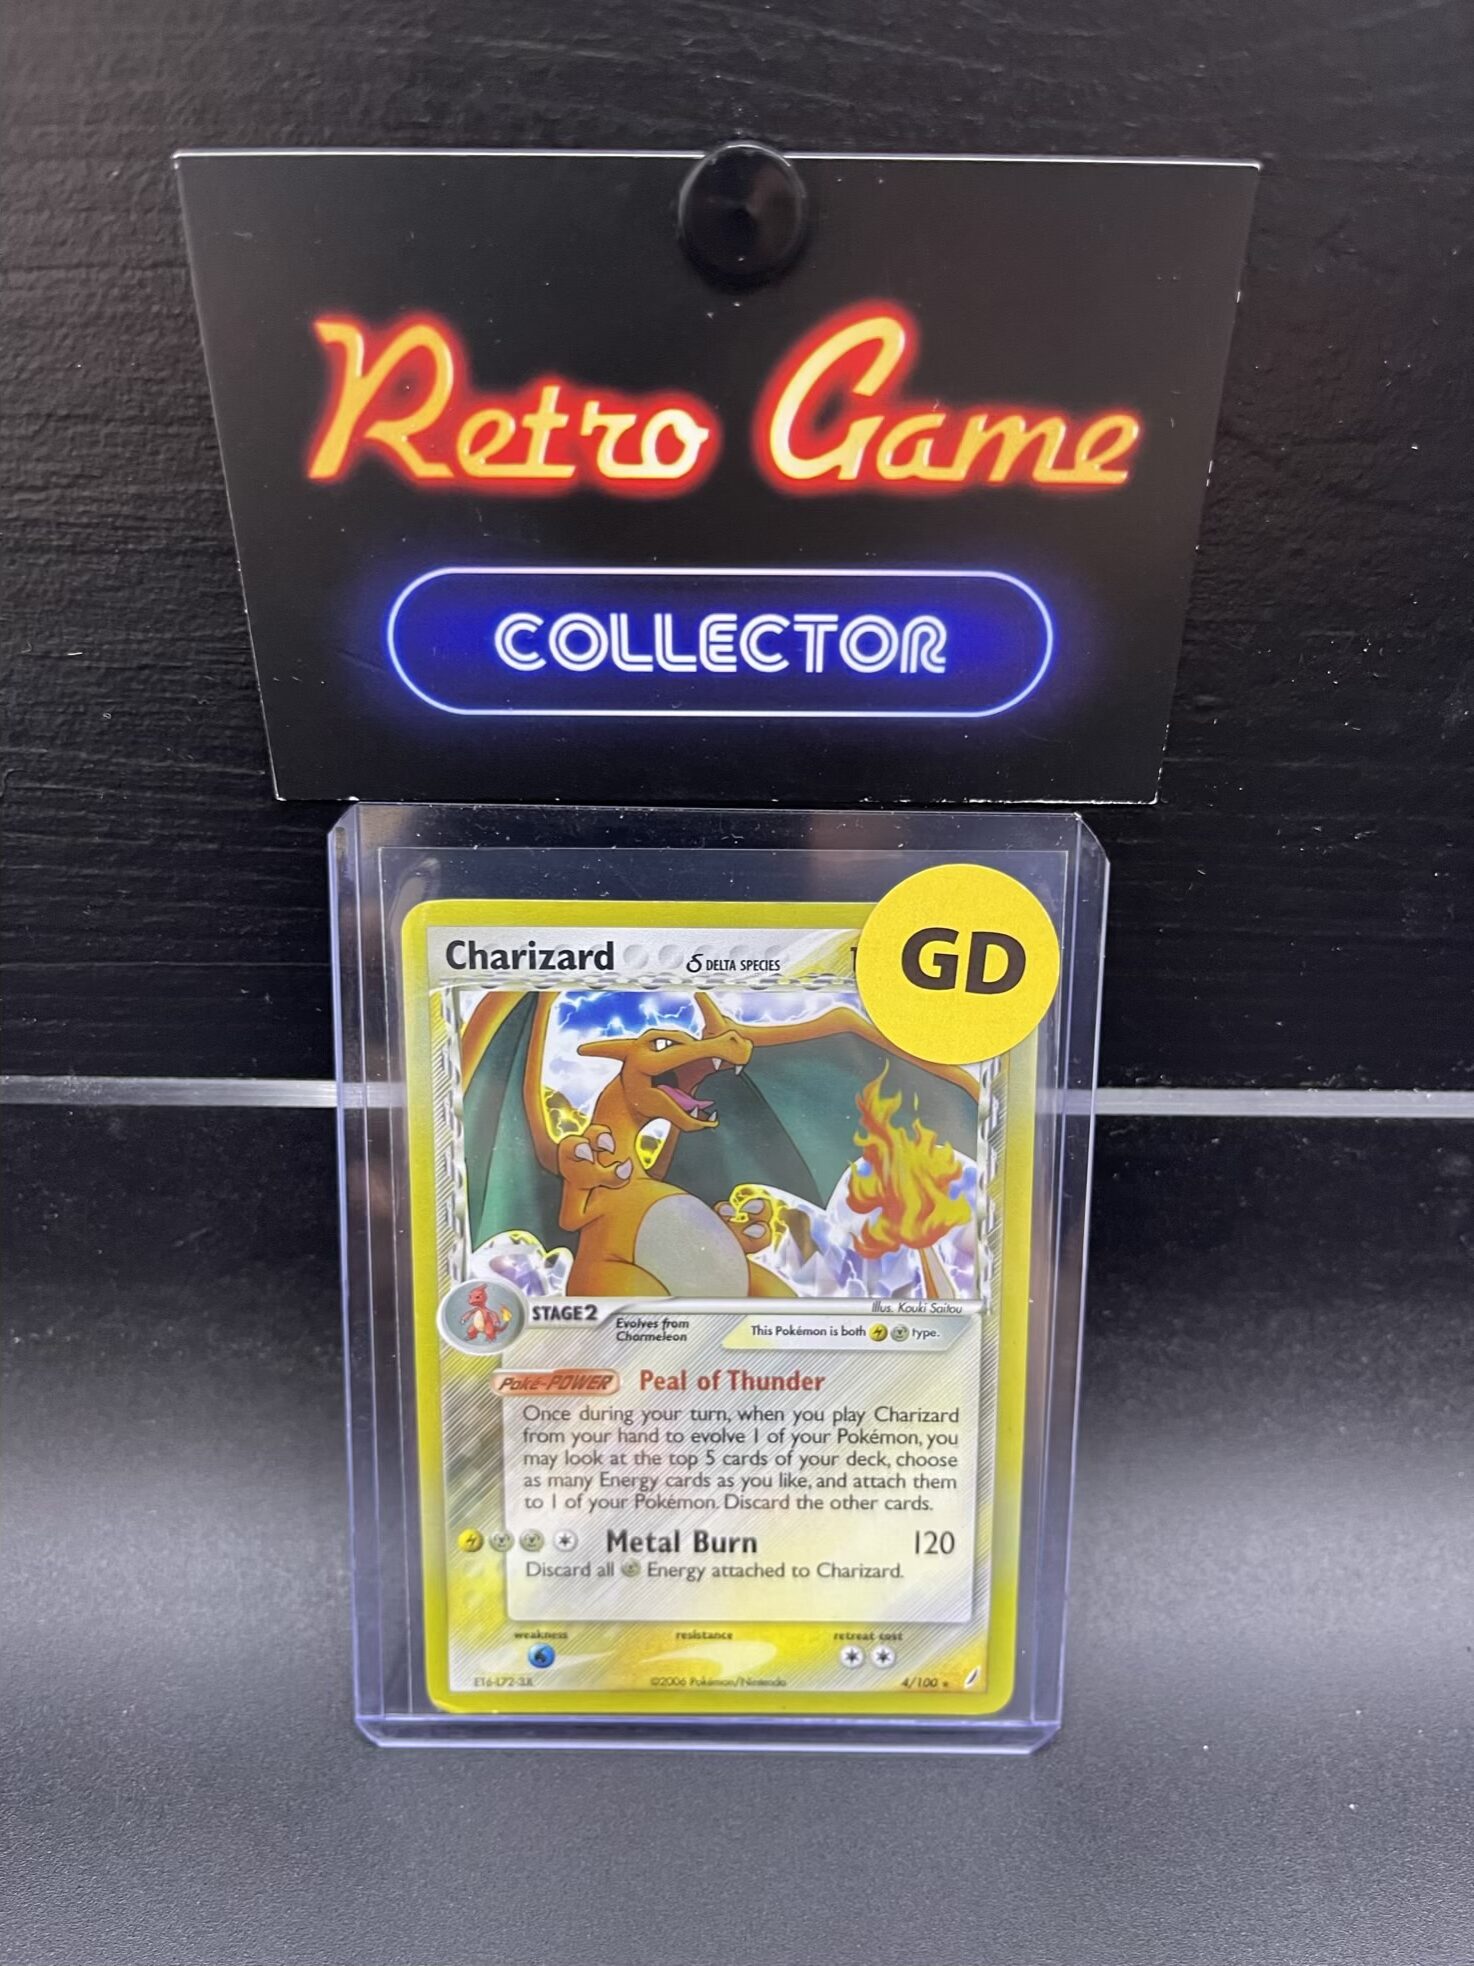 Retro Game
COLLECTOR
GD
Charizard
δ DELTA SPECIES
Illus. Kouki Saitou
STAGE2
Evolves from
Charmeleon
This Pokémon is both type.
Poké-POWER Peal of Thunder
Once during your turn, when you play Charizard
from your hand to evolve 1 of your Pokémon, you
may look at the top 5 cards of your deck, choose
as many Energy cards as you like, and attach them
to 1 of your Pokémon. Discard the other cards.
Metal Burn 120
Discard all Energy attached to Charizard.
weakness resistance retreat cost
©2006 Pokémon/Nintendo 4/100 ★